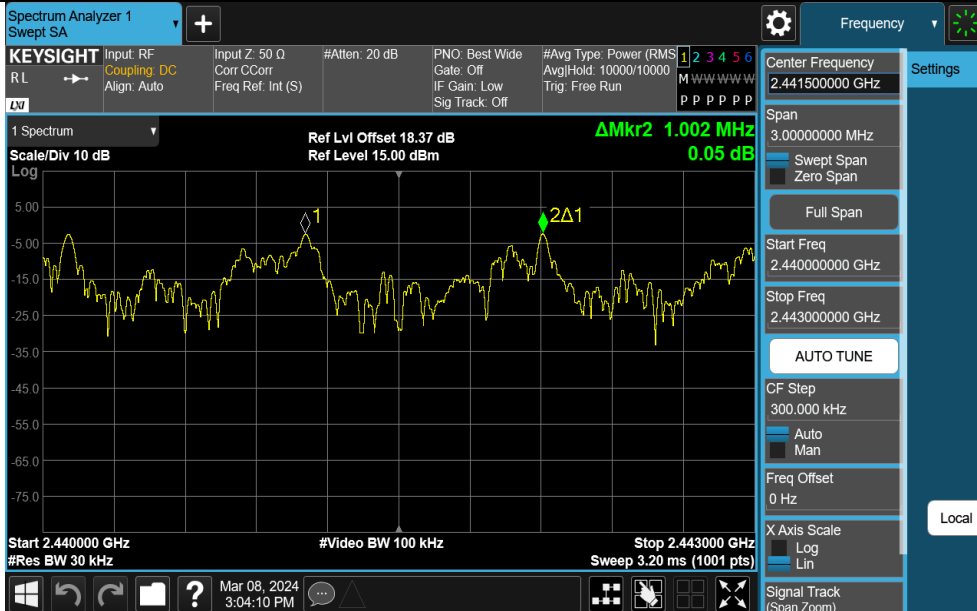 Spectrum Analyzer 1
Swept SA
+
Frequency
KEYSIGHT
RL
LXI
Input: RF
Coupling: DC
Align: Auto
Input Z: 50 Ω
Corr CCorr
Freq Ref: Int (S)
#Atten: 20 dB
PNO: Best Wide
Gate: Off
IF Gain: Low
Sig Track: Off
#Avg Type: Power (RMS
Avg|Hold: 10000/10000
Trig: Free Run
1 2 3 4 5 6
M W W W W W
P P P P P P
1 Spectrum
Scale/Div 10 dB
Log
Ref Lvl Offset 18.37 dB
Ref Level 15.00 dBm
ΔMkr2 1.002 MHz
0.05 dB
1
2Δ1
5.00
-5.00
-15.0
-25.0
-35.0
-45.0
-55.0
-65.0
-75.0
Start 2.440000 GHz
#Res BW 30 kHz
#Video BW 100 kHz
Stop 2.443000 GHz
Sweep 3.20 ms (1001 pts)
?
Mar 08, 2024
3:04:10 PM
Center Frequency
2.441500000 GHz
Span
3.00000000 MHz
Swept Span
Zero Span
Full Span
Start Freq
2.440000000 GHz
Stop Freq
2.443000000 GHz
AUTO TUNE
CF Step
300.000 kHz
Auto
Man
Freq Offset
0 Hz
X Axis Scale
Log
Lin
Signal Track
(Span Zoom)
Settings
Local